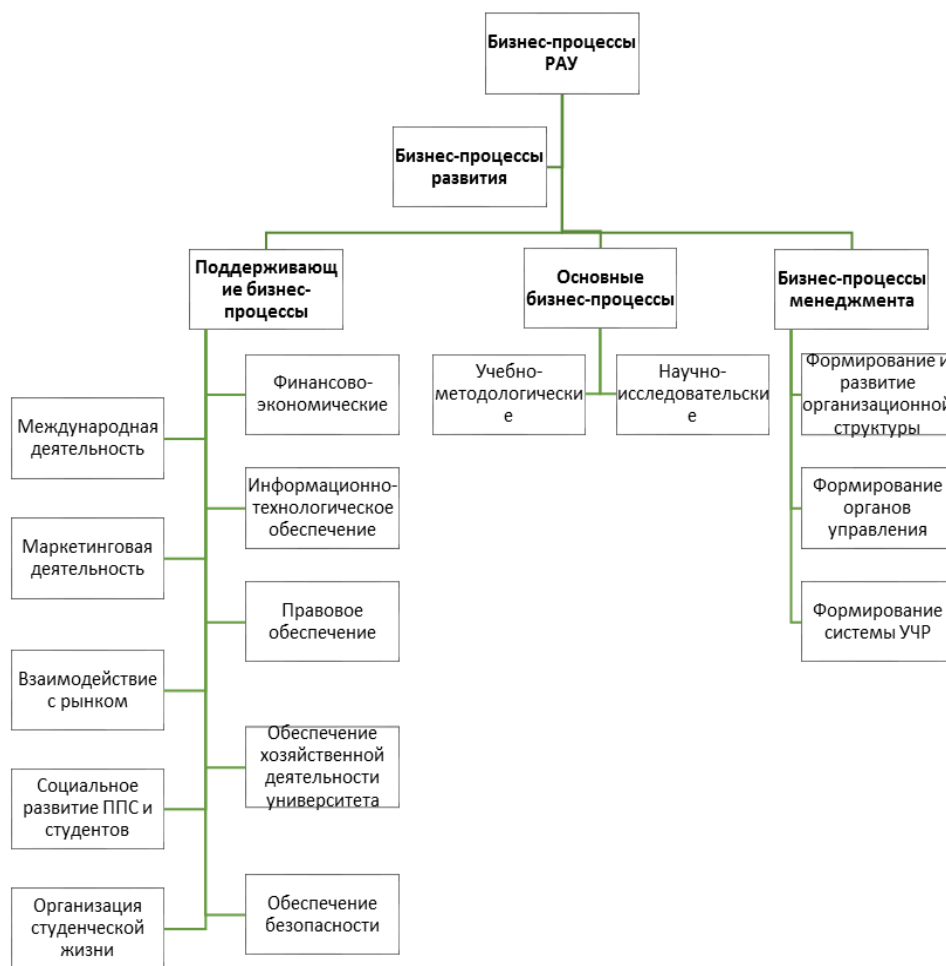 Бизнес-процессы
РАУ
Бизнес-процессы
развития
Поддерживающ
ие бизнес-
процессы
Основные
бизнес-процессы
Бизнес-процессы
менеджмента
Финансово-
экономические
Учебно-
методологически
е
Научно-
исследовательски
е
Формирование и
развитие
организационной
структуры
Международная
деятельность
Информационно-
технологическое
обеспечение
Формирование
органов
управления
Маркетинговая
деятельность
Правовое
обеспечение
Формирование
системы УЧР
Взаимодействие
с рынком
Обеспечение
хозяйственной
деятельности
университета
Социальное
развитие ППС и
студентов
Организация
студенческой
жизни
Обеспечение
безопасности